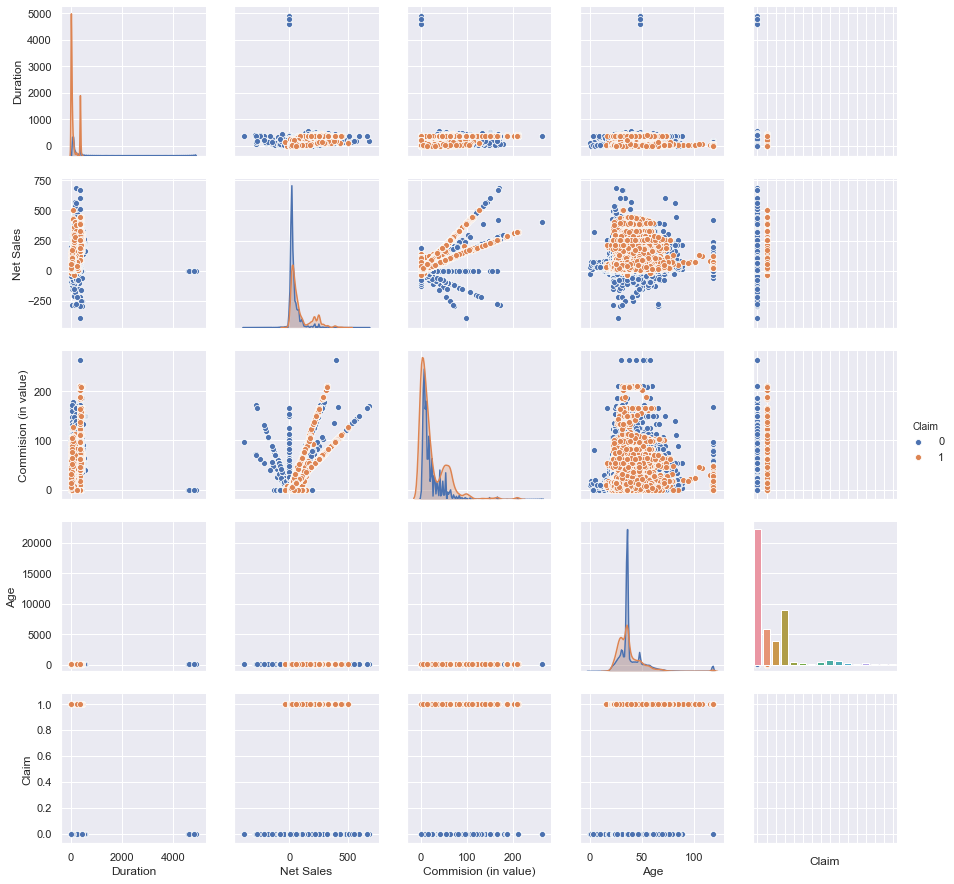 5000
4000
3000
2000
1000
0
Duration
750
500
250
0
−250
Net Sales
200
100
0
Commision (in value)
Claim
0
1
20000
15000
10000
5000
0
Age
1.0
0.8
0.6
0.4
0.2
0.0
Claim
0 2000 4000
0 500
0 100 200
0 50 100
Duration
Net Sales
Commision (in value)
Age
Claim